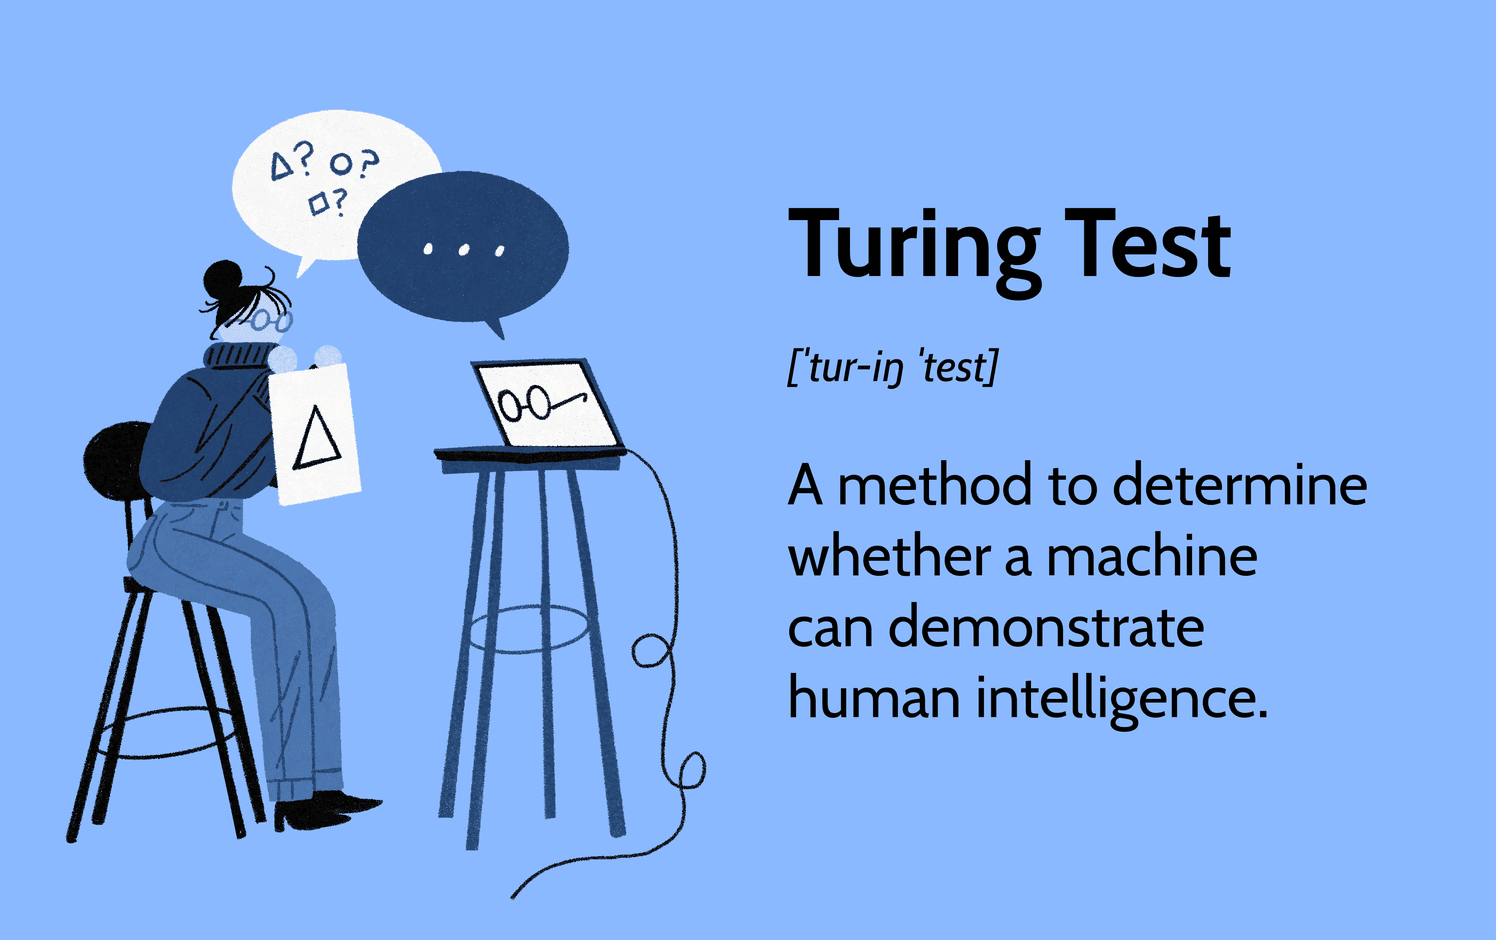 ? ?
?
...
Turing Test
[ˈtur-iŋ ˈtest]
A method to determine
whether a machine
can demonstrate
human intelligence.